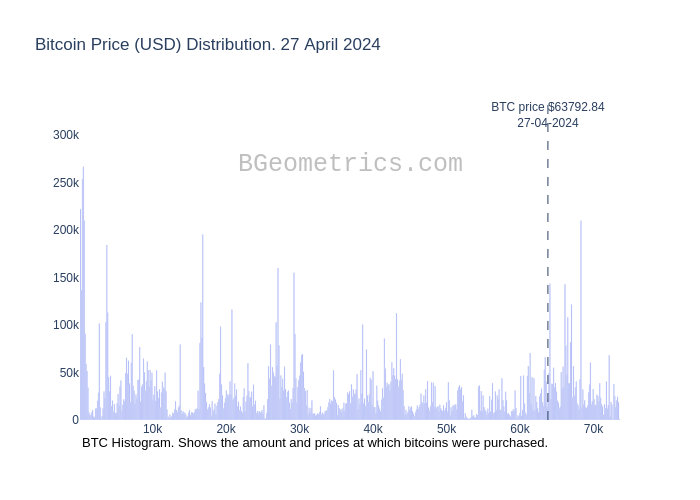 Bitcoin Price (USD) Distribution. 27 April 2024
BTC price $63792.84
27-04-2024
BGeometrics.com
300k
250k
200k
150k
100k
50k
0
10k 20k 30k 40k 50k 60k 70k
BTC Histogram. Shows the amount and prices at which bitcoins were purchased.